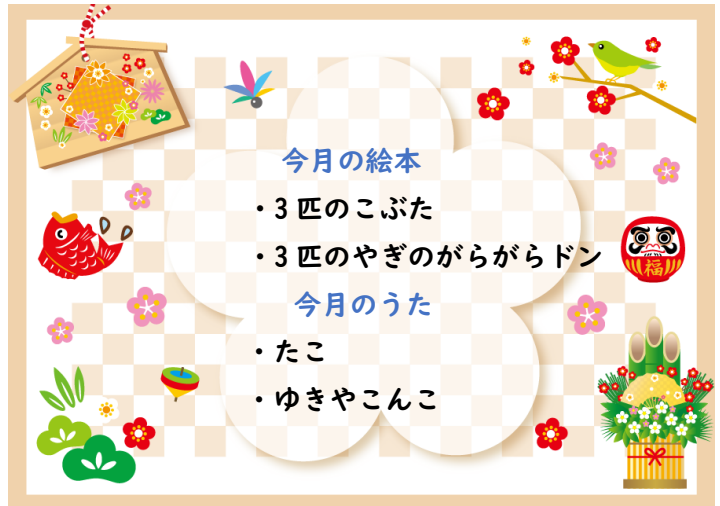 今月の絵本
・3匹のこぶた
・3匹のやぎのがらがらドン
今月のうた
・たこ
・ゆきやこんこ
福